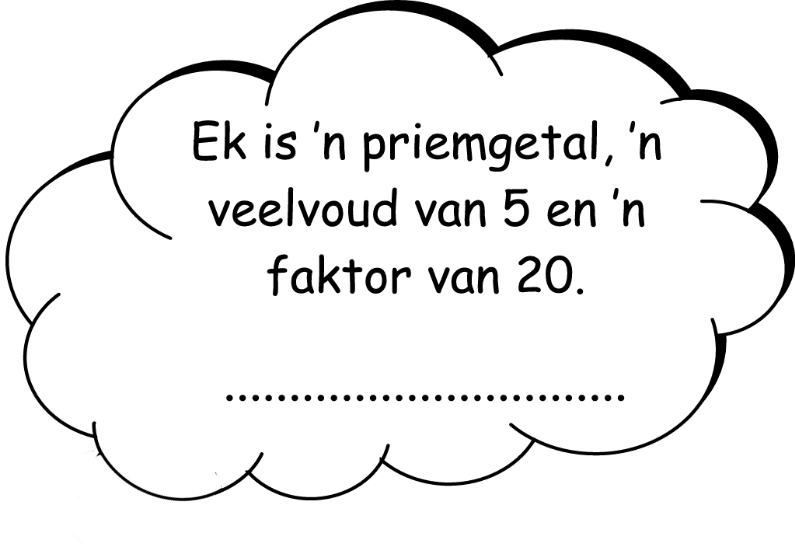 Ek is 'n priemgetal, 'n
veelvoud van 5 en 'n
faktor van 20.
...............................